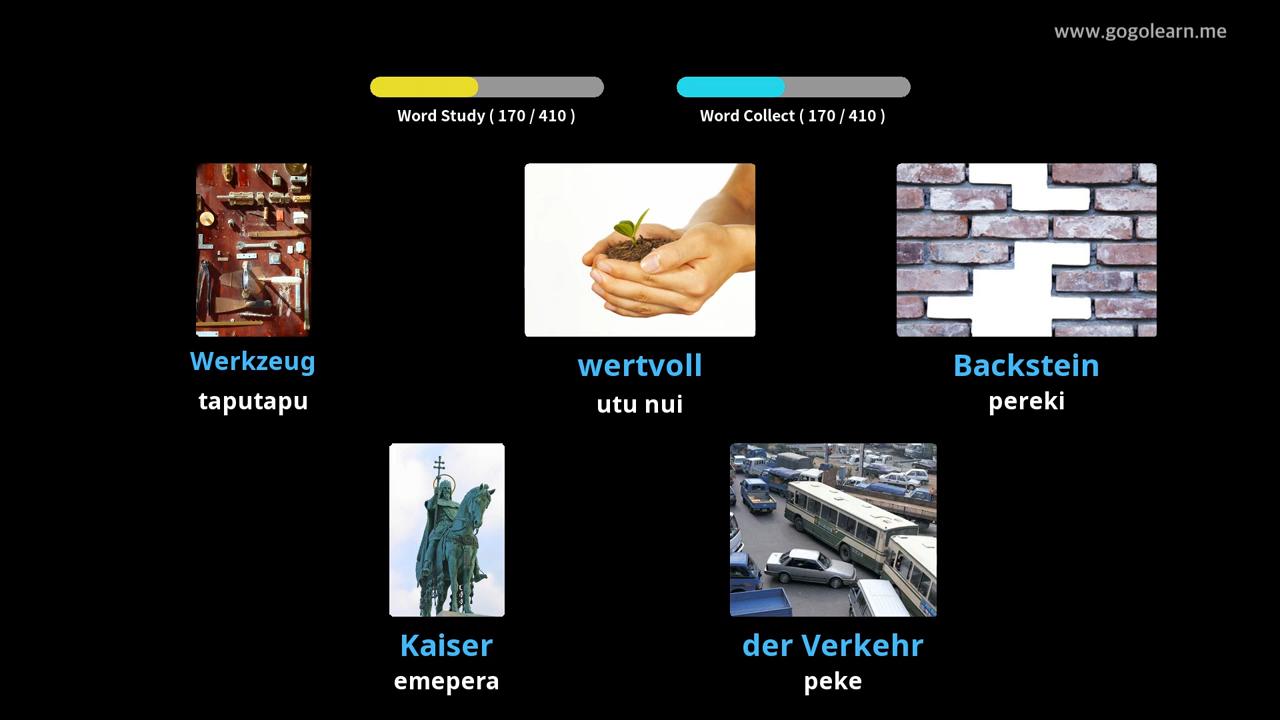 www.gogolearn.me
Word Study ( 170 / 410 )
Word Collect ( 170 / 410 )
Werkzeug
taputapu
wertvoll
utu nui
Backstein
pereki
Kaiser
emepera
der Verkehr
peke